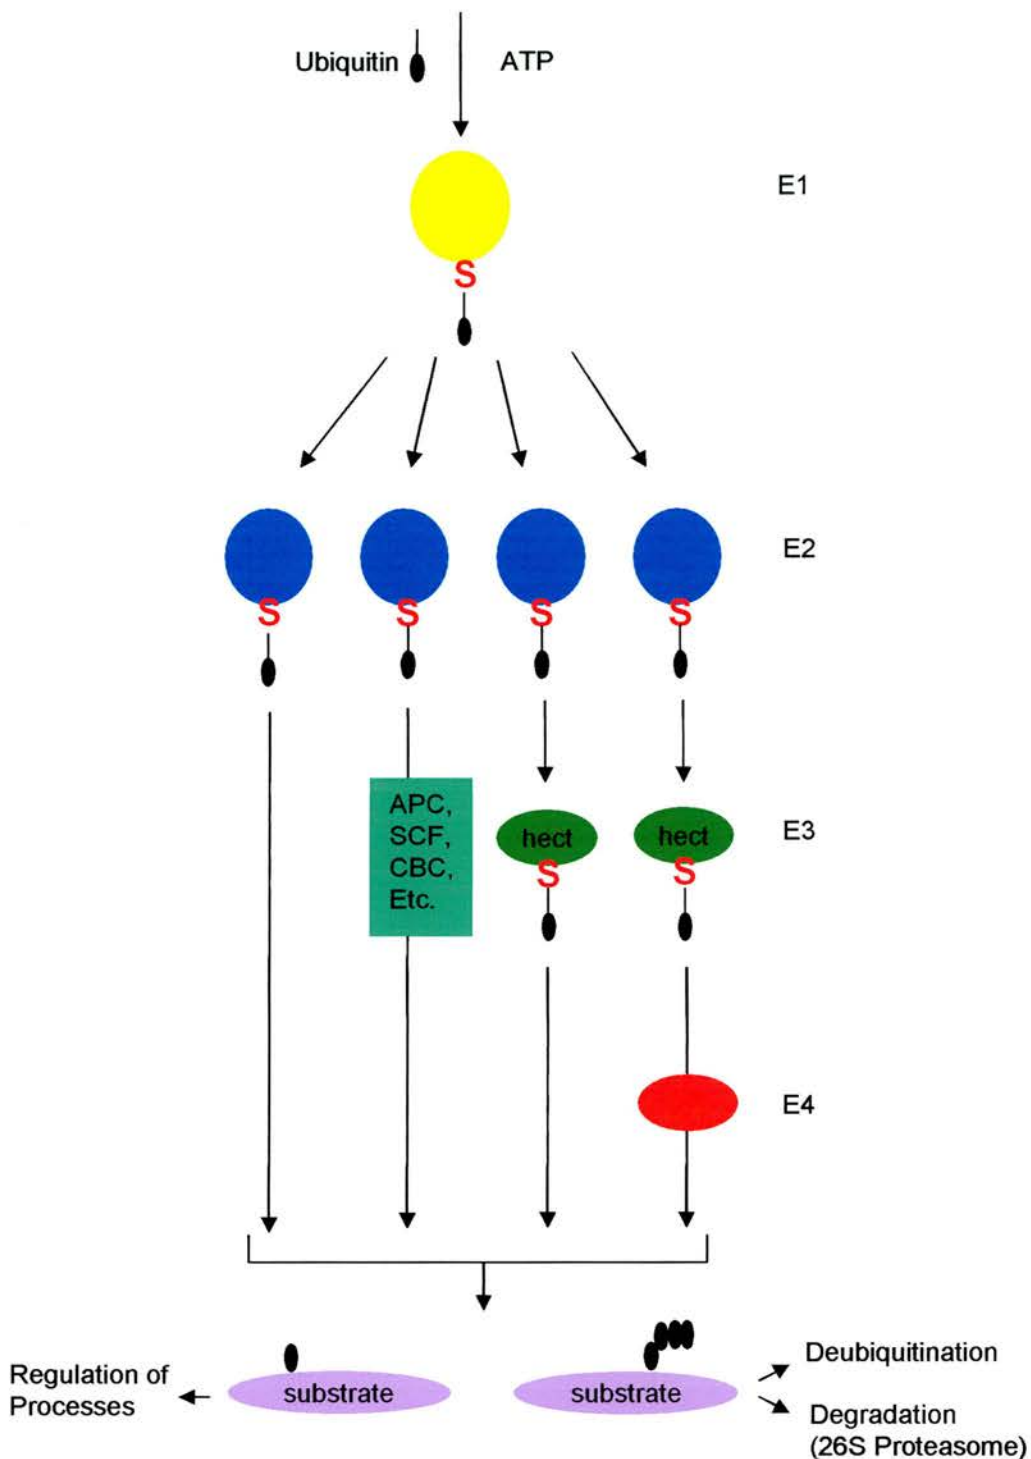 Ubiquitin ATP
E1
S
E2
S S S S
APC,
SCF,
CBC,
Etc.
hect hect E3
S S
E4
Regulation of
Processes
substrate substrate
Deubiquitination
Degradation
(26S Proteasome)